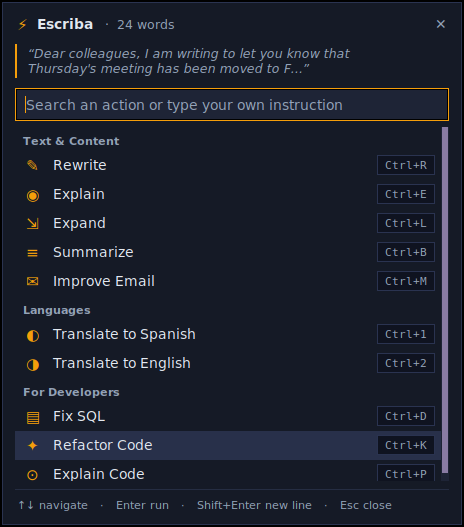 ⚡ Escriba · 24 words ×
“Dear colleagues, I am writing to let you know that
Thursday's meeting has been moved to F...”
Search an action or type your own instruction
Text & Content
Rewrite Ctrl+R
Explain Ctrl+E
Expand Ctrl+L
Summarize Ctrl+B
Improve Email Ctrl+M
Languages
Translate to Spanish Ctrl+1
Translate to English Ctrl+2
For Developers
Fix SQL Ctrl+D
Refactor Code Ctrl+K
Explain Code Ctrl+P
↑↓ navigate · Enter run · Shift+Enter new line · Esc close